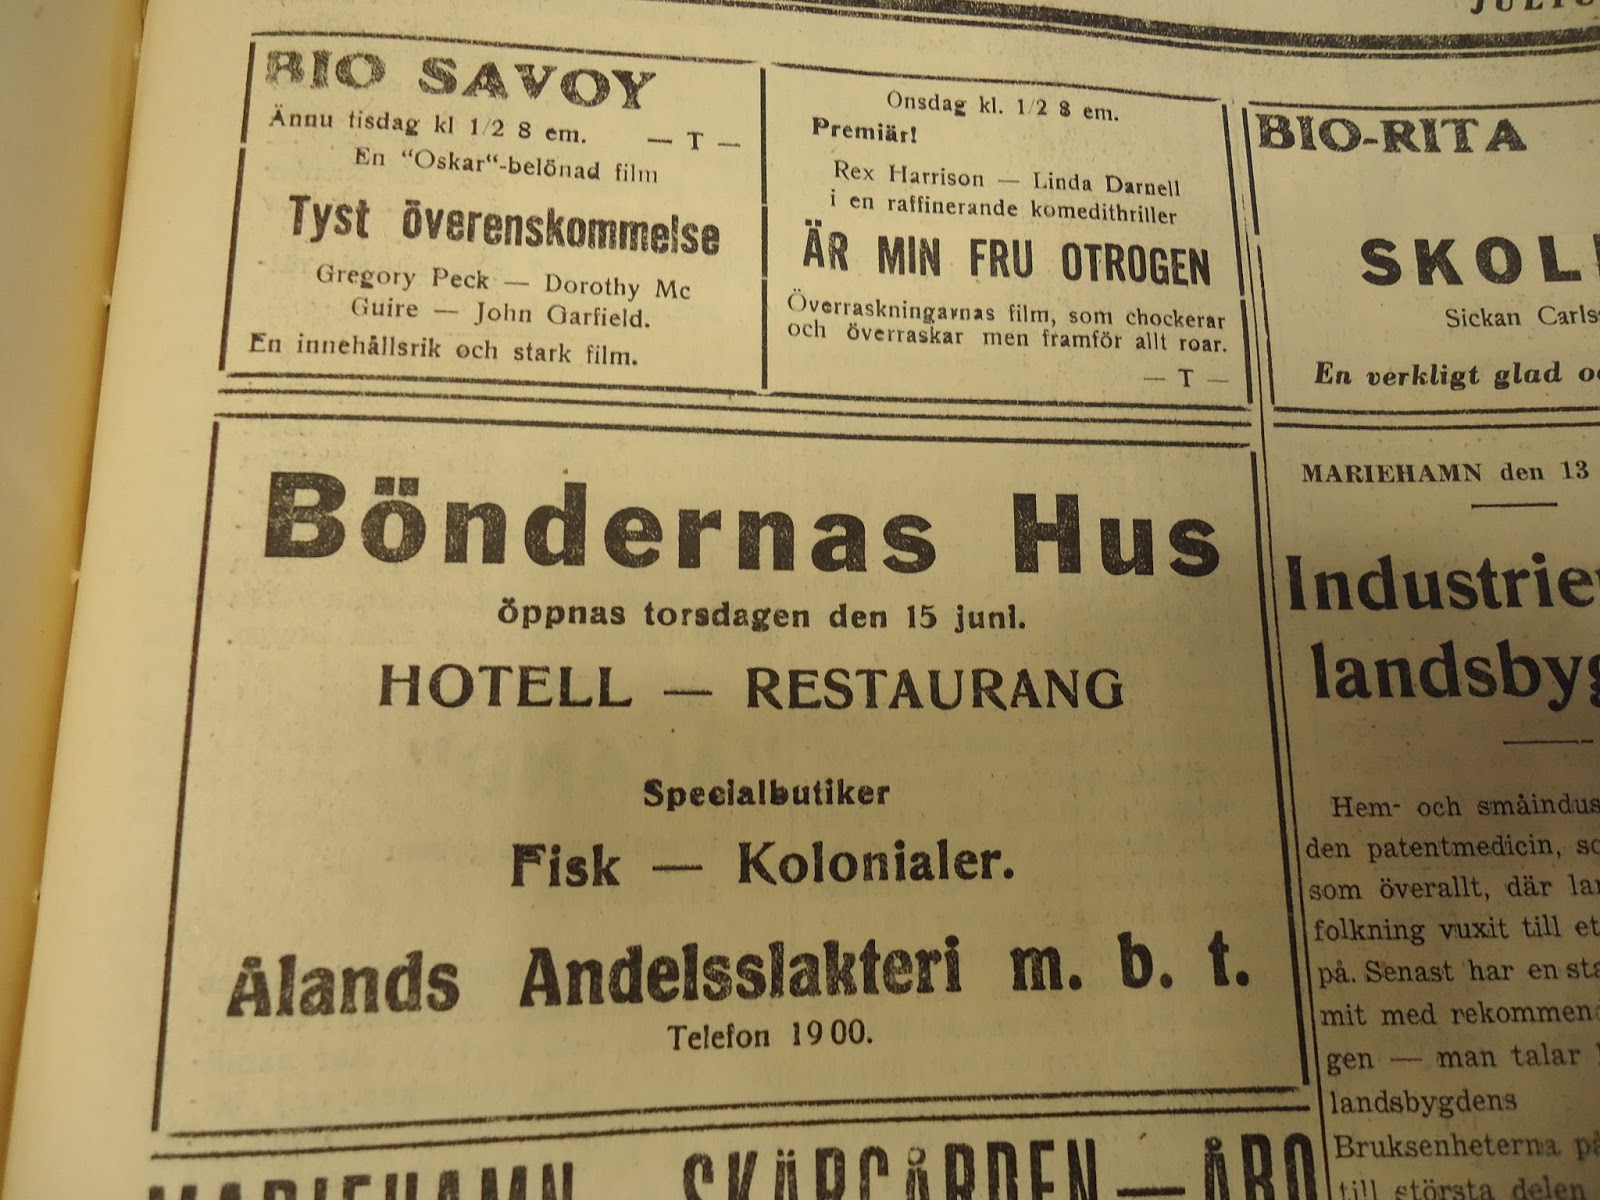 BIO SAVOY
Ännu tisdag kl 1/2 8 em. — T —
En “Oskar“-belönad film
Tyst överenskommelse
Gregory Peck — Dorothy Mc
Guire — John Garfield.
En innehållsrik och stark film.
Onsdag kl. 1/2 8 em.
Premiär!
Rex Harrison — Linda Darnell
i en raffinerande komedithriller
ÄR MIN FRU OTROGEN
Överraskningarnas film, som chockerar
och överraskar men framför allt roar.
— T —
BIO-RITA
SKOL
Sickan Carls
En verkligt glad o
Böndernas Hus
öppnas torsdagen den 15 juni.
HOTELL — RESTAURANG
Specialbutiker
Fisk — Kolonialer.
Ålands Andelsslakteri m. b. t.
Telefon 1900.
MARIEHAMN SKÄRGÅRDEN — ÅBO
MARIEHAMN den 13
Industrie
landsbyg
Hem- och småindus
den patentmedicin, so
som överallt, där la
folkning vuxit till et
på. Senast har en sta
mit med rekommen
gen — man talar
landsbygdens
Bruksenheterna på
till största delen